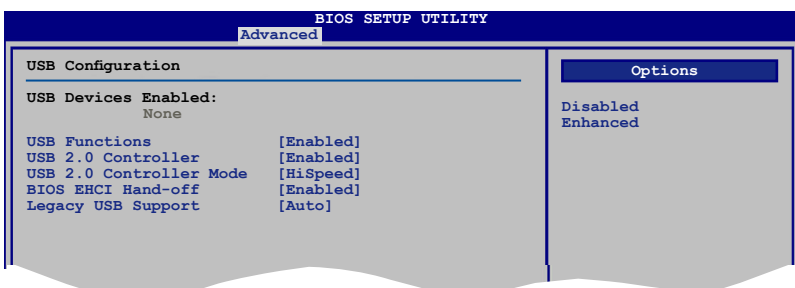 BIOS SETUP UTILITY
Advanced
USB Configuration
USB Devices Enabled:
None
USB Functions [Enabled]
USB 2.0 Controller [Enabled]
USB 2.0 Controller Mode [HiSpeed]
BIOS EHCI Hand-off [Enabled]
Legacy USB Support [Auto]
Options
Disabled
Enhanced